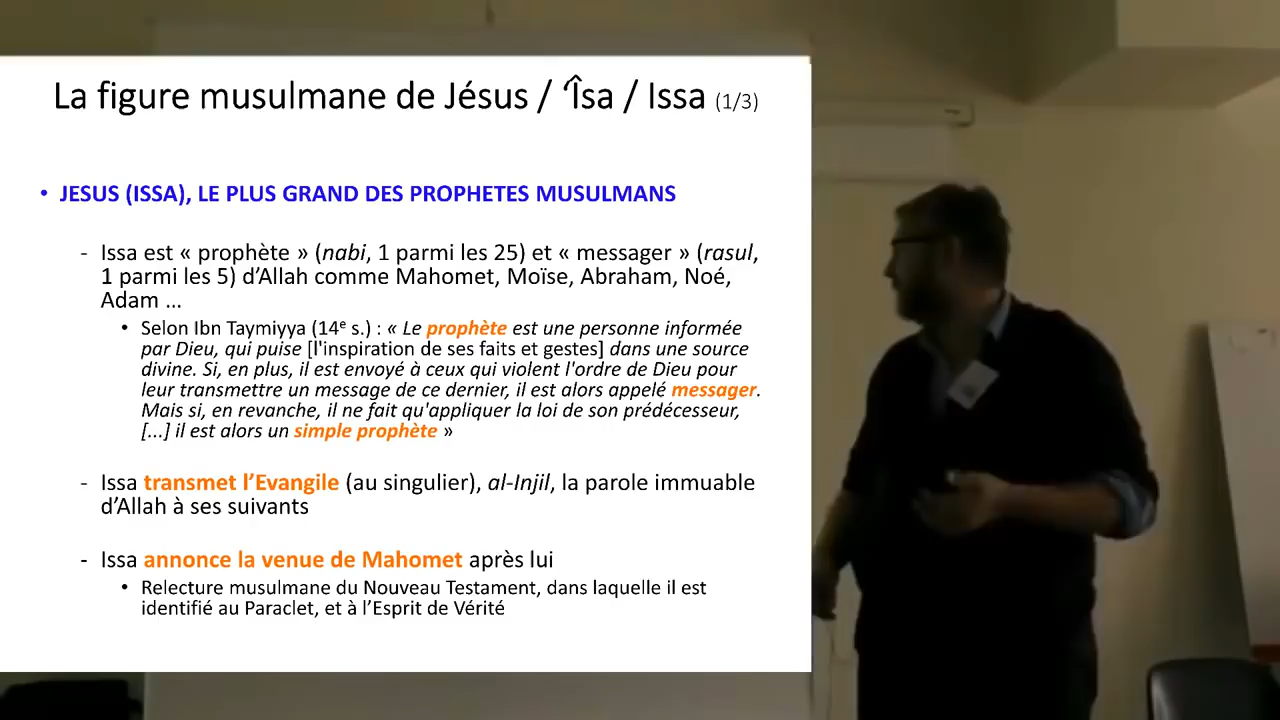 La figure musulmane de Jésus / ‘Îsa / Issa (1/3)
• JESUS (ISSA), LE PLUS GRAND DES PROPHETES MUSULMANS
- Issa est « prophète » (nabi, 1 parmi les 25) et « messager » (rasul,
1 parmi les 5) d’Allah comme Mahomet, Moïse, Abraham, Noé,
Adam ...
• Selon Ibn Taymiyya (14e s.) : « Le prophète est une personne informée
par Dieu, qui puise [l'inspiration de ses faits et gestes] dans une source
divine. Si, en plus, il est envoyé à ceux qui violent l'ordre de Dieu pour
leur transmettre un message de ce dernier, il est alors appelé messager.
Mais si, en revanche, il ne fait qu'appliquer la loi de son prédécesseur,
[...] il est alors un simple prophète »
- Issa transmet l’Evangile (au singulier), al-Injil, la parole immuable
d’Allah à ses suivants
- Issa annonce la venue de Mahomet après lui
• Relecture musulmane du Nouveau Testament, dans laquelle il est
identifié au Paraclet, et à l’Esprit de Vérité